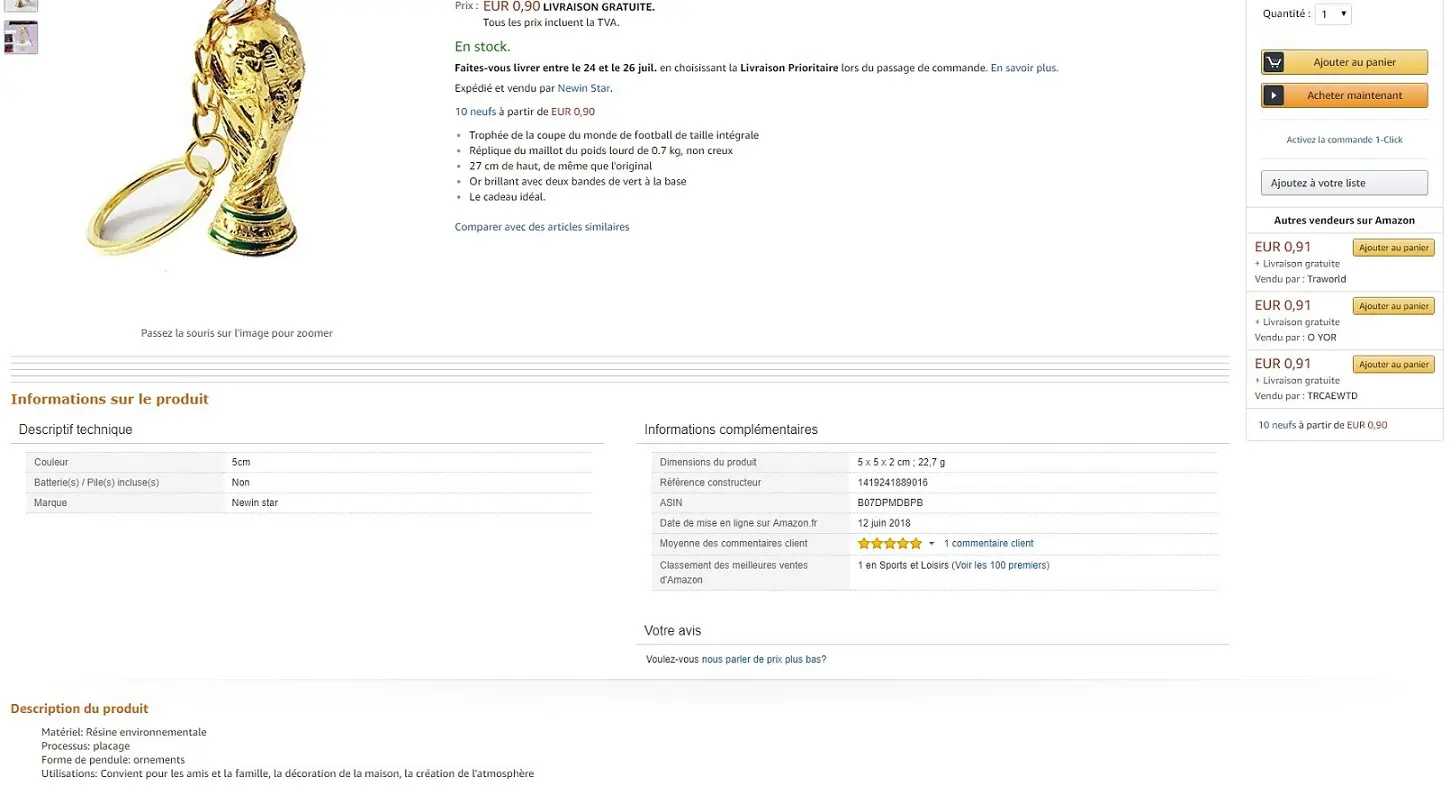 Prix : EUR 0,90 LIVRAISON GRATUITE.
Tous les prix incluent la TVA.
En stock.
Faites-vous livrer entre le 24 et le 26 juil. en choisissant la Livraison Prioritaire lors du passage de commande. En savoir plus.
Expédié et vendu par Newin Star.
10 neufs à partir de EUR 0,90
• Trophée de la coupe du monde de football de taille intégrale
• Réplique du maillot du poids lourd de 0.7 kg, non creux
• 27 cm de haut, de même que l'original
• Or brillant avec deux bandes de vert à la base
• Le cadeau idéal.
Comparer avec des articles similaires
Passez la souris sur l'image pour zoomer
Quantité : 1
Ajouter au panier
Acheter maintenant
Activez la commande 1-Click
Ajoutez à votre liste
Autres vendeurs sur Amazon
EUR 0,91 Ajouter au panier
+ Livraison gratuite
Vendu par : Traworld
EUR 0,91 Ajouter au panier
+ Livraison gratuite
Vendu par : O YOR
EUR 0,91 Ajouter au panier
+ Livraison gratuite
Vendu par : TRCAEWTD
10 neufs à partir de EUR 0,90
Informations sur le produit
Descriptif technique
Couleur 5cm
Batterie(s) / Pile(s) incluse(s) Non
Marque Newin star
Informations complémentaires
Dimensions du produit 5 x 5 x 2 cm ; 22,7 g
Référence constructeur 1419241889016
ASIN B07DPMDBPB
Date de mise en ligne sur Amazon.fr 12 juin 2018
Moyenne des commentaires client 1 commentaire client
Classement des meilleures ventes 1 en Sports et Loisirs (Voir les 100 premiers)
d'Amazon
Votre avis
Voulez-vous nous parler de prix plus bas?
Description du produit
Matériel: Résine environnementale
Processus: placage
Forme de pendule: ornements
Utilisations: Convient pour les amis et la famille, la décoration de la maison, la création de l'atmosphère